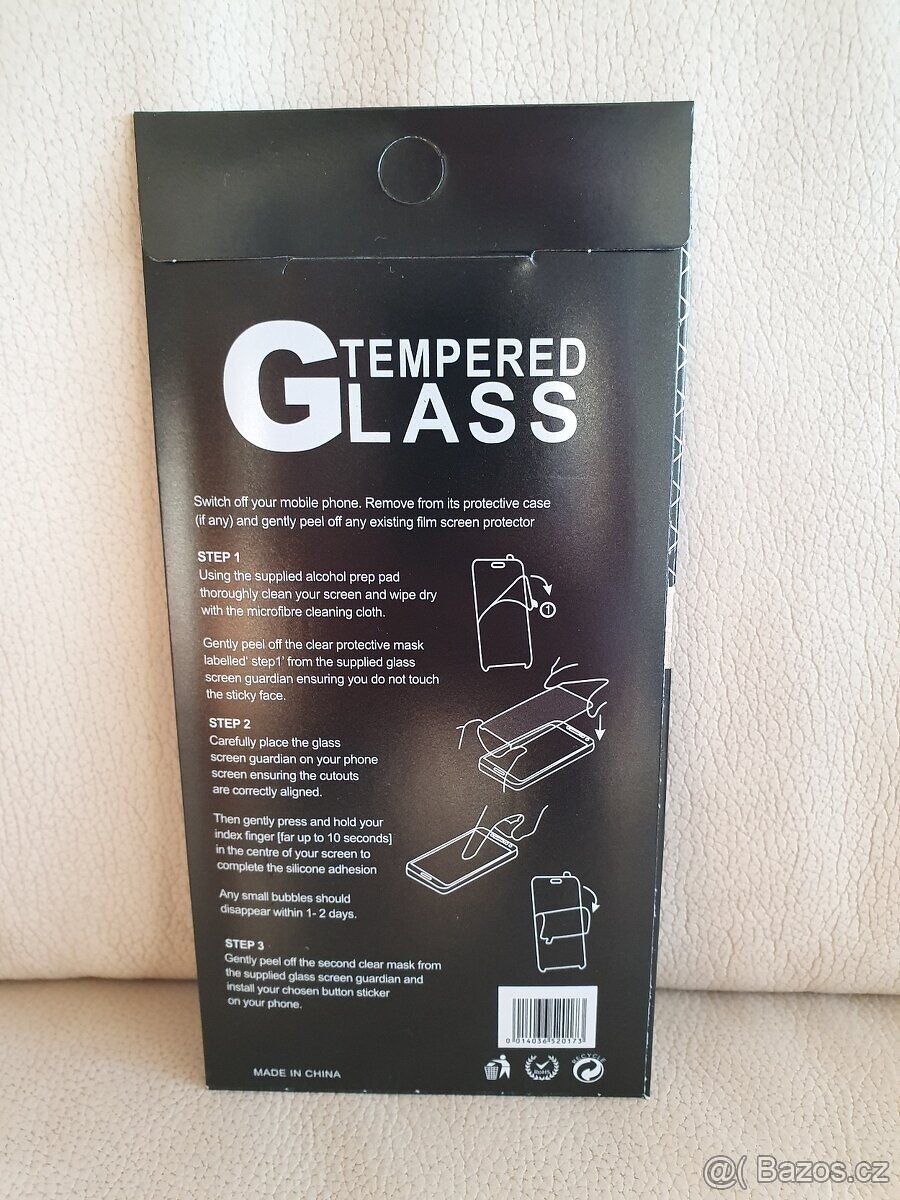 TEMPERED
GLASS
Switch off your mobile phone. Remove from its protective case
(if any) and gently peel off any existing film screen protector
STEP 1
Using the supplied alcohol prep pad
thoroughly clean your screen and wipe dry
with the microfibre cleaning cloth.
1
Gently peel off the clear protective mask
labelled' step1' from the supplied glass
screen guardian ensuring you do not touch
the sticky face.
STEP 2
Carefully place the glass
screen guardian on your phone
screen ensuring the cutouts
are correctly aligned.
Then gently press and hold your
index finger [far up to 10 seconds]
in the centre of your screen to
complete the silicone adhesion
Any small bubbles should
disappear within 1- 2 days.
STEP 3
Gently peel off the second clear mask from
the supplied glass screen guardian and
install your chosen button sticker
on your phone.
0 014036 520173
RECYCLE
MADE IN CHINA
@( Bazos.cz